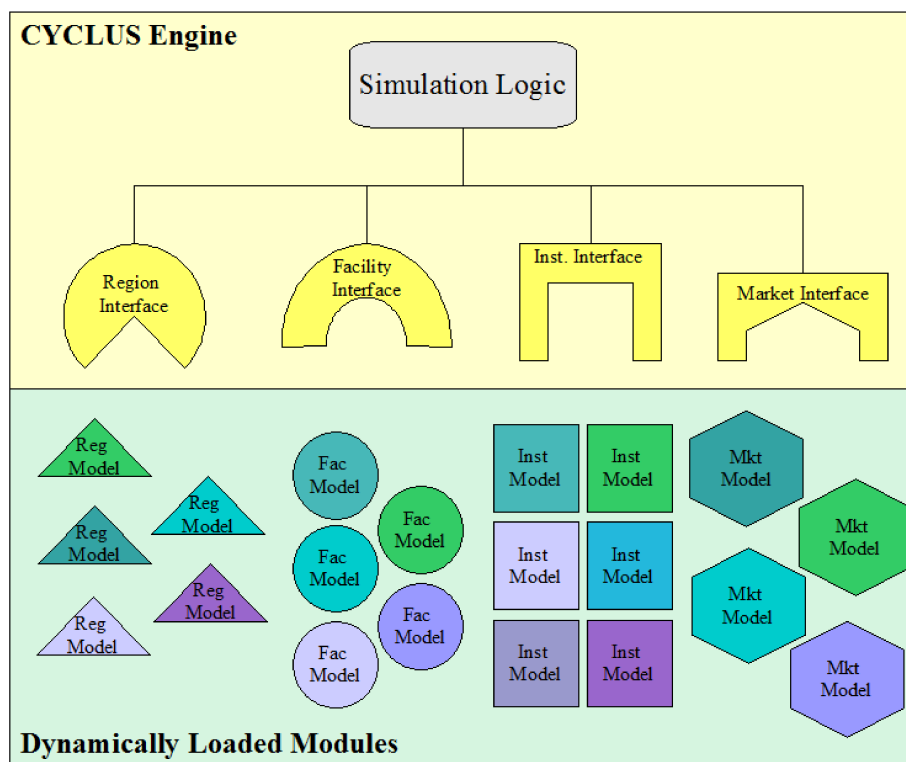 CYCLUS Engine
Simulation Logic
Region
Interface
Facility
Interface
Inst. Interface
Market Interface
Reg
Model
Reg
Model
Reg
Model
Reg
Model
Reg
Model
Fac
Model
Fac
Model
Fac
Model
Fac
Model
Fac
Model
Inst
Model
Inst
Model
Inst
Model
Inst
Model
Inst
Model
Inst
Model
Mkt
Model
Mkt
Model
Mkt
Model
Mkt
Model
Dynamically Loaded Modules